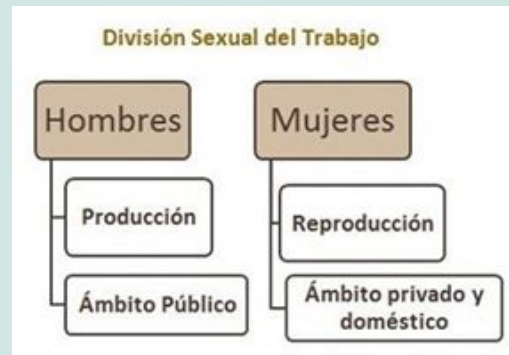 División Sexual del Trabajo
Hombres
Mujeres
Producción
Reproducción
Ámbito Público
Ámbito privado y
doméstico